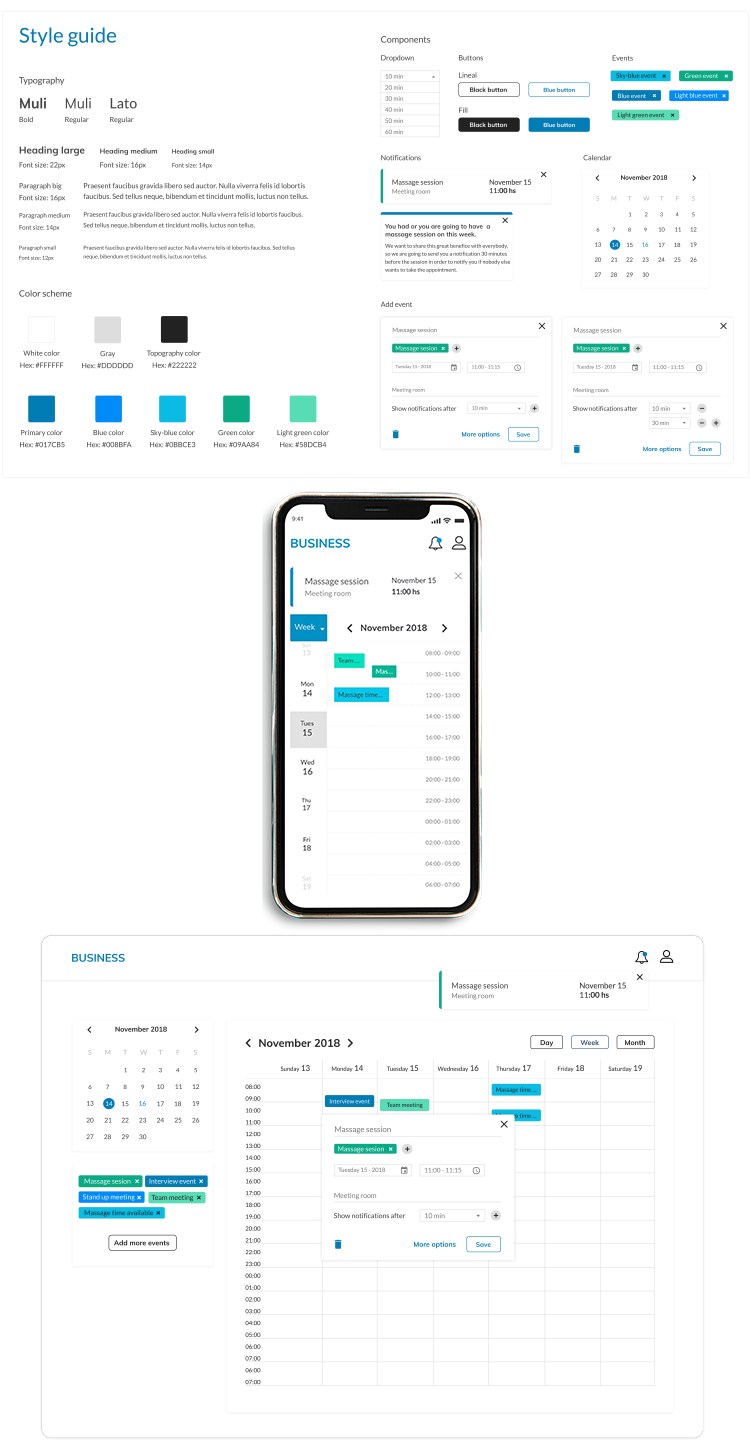 Style guide
Typography
Muli
Muli
Lato
Bold
Regular
Regular
Heading large
Heading medium
Heading small
Font size: 22px
Font size: 16px
Font size: 14px
Paragraph big
Font size: 16px
Praesent faucibus gravida libero sed auctor. Nulla viverra felis id lobortis
faucibus. Sed tellus neque, bibendum et tincidunt mollis, luctus non tellus.
Paragraph medium
Font size: 14px
Praesent faucibus gravida libero sed auctor. Nulla viverra felis id lobortis faucibus.
Sed tellus neque, bibendum et tincidunt mollis, luctus non tellus.
Paragraph small
Font size: 12px
Praesent faucibus gravida libero sed auctor. Nulla viverra felis id lobortis faucibus. Sed tellus
neque, bibendum et tincidunt mollis, luctus non tellus.
Color scheme
White color
Hex: #FFFFFF
Gray
Hex: #DDDDDD
Topography color
Hex: #222222
Primary color
Hex: #017CB5
Blue color
Hex: #008BFA
Sky-blue color
Hex: #0BBCE3
Green color
Hex: #09AA84
Light green color
Hex: #58DCB4
Components
Dropdown
10 min
20 min
30 min
40 min
50 min
60 min
Buttons
Lineal
Black button
Blue button
Fill
Black button
Blue button
Events
Sky-blue event ×
Green event ×
Blue event ×
Light blue event ×
Light green event ×
Notifications
Massage session
Meeting room
November 15
11:00 hs
You had or you are going to have a
massage session on this week.
We want to share this great benefice with everybody,
so we are going to send you a notification 30 minutes
before the session in order to notify you if nobody else
wants to take the appointment.
Calendar
November 2018
S M T W T F S
1 2 3 4 5
6 7 8 9 10 11 12
13 14 15 16 17 18 19
20 21 22 23 24 25 26
27 28 29 30
Add event
Massage session
Massage sesion ×
Tuesday 15 - 2018
11:00 - 11:15
Meeting room
Show notifications after
10 min
More options
Save
Massage session
Massage sesion ×
Tuesday 15 - 2018
11:00 - 11:15
Meeting room
Show notifications after
10 min
30 min
More options
Save
9:41
BUSINESS
Massage session
Meeting room
November 15
11:00 hs
Week
November 2018
Sun
13
Mon
14
Tues
15
Wed
16
Thu
17
Fri
18
Sat
19
Team ...
Mas...
Massage time...
08:00 - 09:00
10:00 - 11:00
12:00 - 13:00
14:00 - 15:00
16:00 - 17:00
18:00 - 19:00
20:00 - 21:00
22:00 - 23:00
00:00 - 01:00
02:00 - 03:00
04:00 - 05:00
06:00 - 07:00
BUSINESS
Massage session
Meeting room
November 15
11:00 hs
November 2018
S M T W T F S
1 2 3 4 5
6 7 8 9 10 11 12
13 14 15 16 17 18 19
20 21 22 23 24 25 26
27 28 29 30
Massage sesion ×
Interview event ×
Stand up meeting ×
Team meeting ×
Massage time available ×
Add more events
November 2018
Day
Week
Month
Sunday 13
Monday 14
Tuesday 15
Wednesday 16
Thursday 17
Friday 18
Saturday 19
08:00
09:00
10:00
11:00
12:00
13:00
14:00
15:00
16:00
17:00
18:00
19:00
20:00
21:00
22:00
23:00
00:00
01:00
02:00
03:00
04:00
05:00
06:00
07:00
06:00
07:00
Interview event
Team meeting
Massage time ...
Massage session
Massage sesion ×
Tuesday 15 - 2018
11:00 - 11:15
Meeting room
Show notifications after
10 min
More options
Save